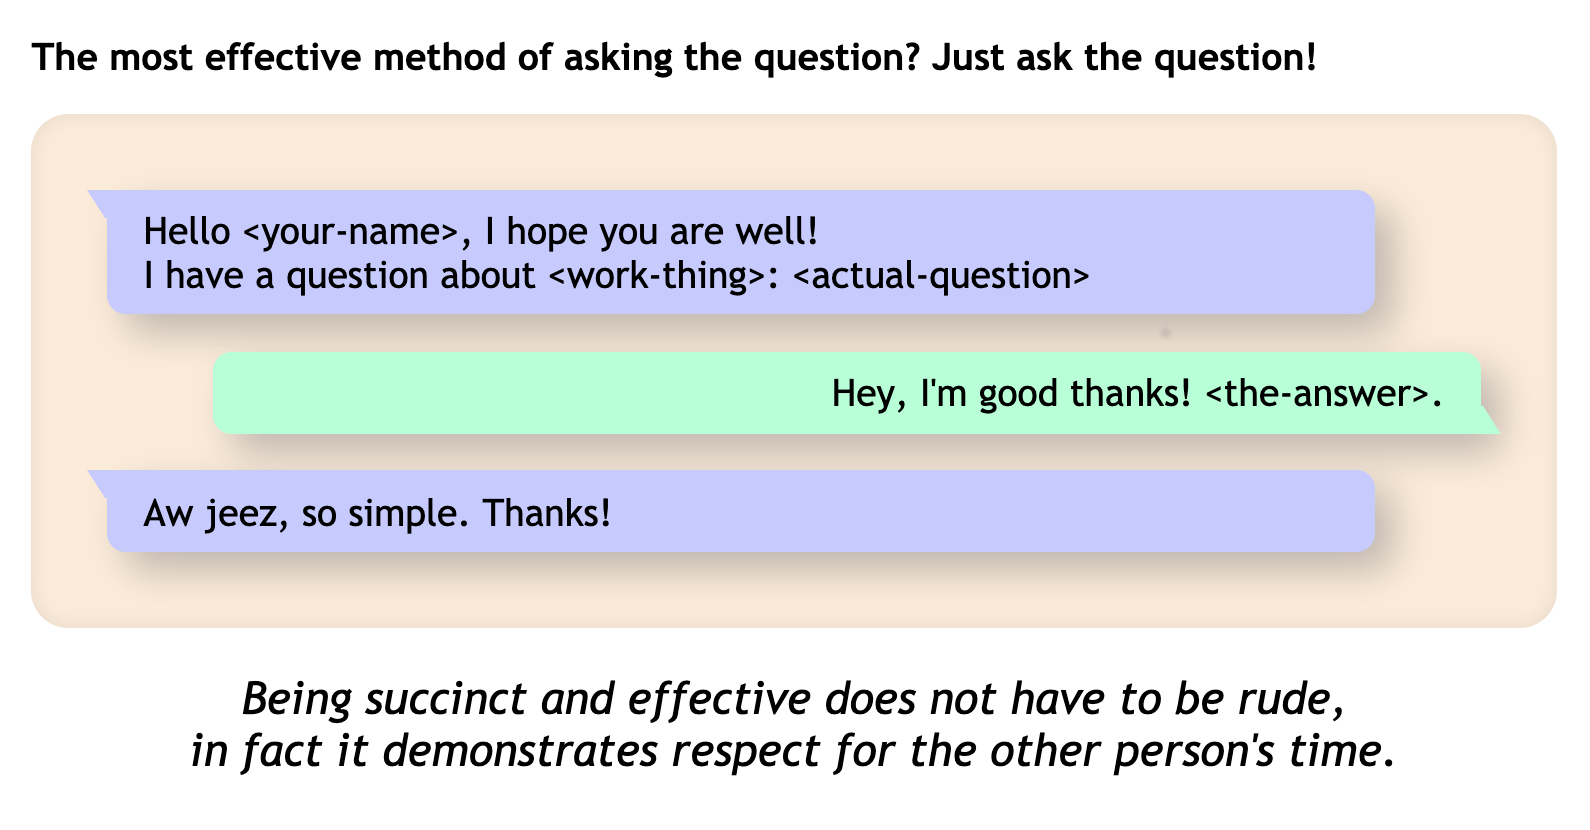 The most effective method of asking the question? Just ask the question!
Hello <your-name>, I hope you are well!
I have a question about <work-thing>: <actual-question>
Hey, I'm good thanks! <the-answer>.
Aw jeez, so simple. Thanks!
Being succinct and effective does not have to be rude,
in fact it demonstrates respect for the other person's time.